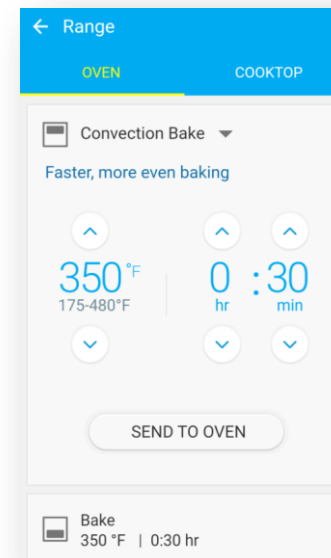 Range
OVEN COOKTOP
Convection Bake
Faster, more even baking
350°F 0 : 30
175-480°F hr min
SEND TO OVEN
Bake
350 °F | 0:30 hr